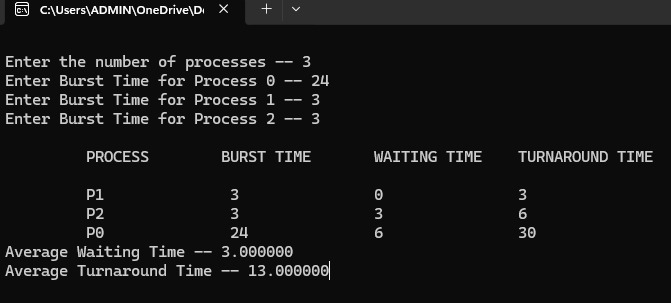 C:\Users\ADMIN\OneDrive\De
Enter the number of processes -- 3
Enter Burst Time for Process 0 -- 24
Enter Burst Time for Process 1 -- 3
Enter Burst Time for Process 2 -- 3
PROCESS BURST TIME WAITING TIME TURNAROUND TIME
P1 3 0 3
P2 3 3 6
P0 24 6 30
Average Waiting Time -- 3.000000
Average Turnaround Time -- 13.000000